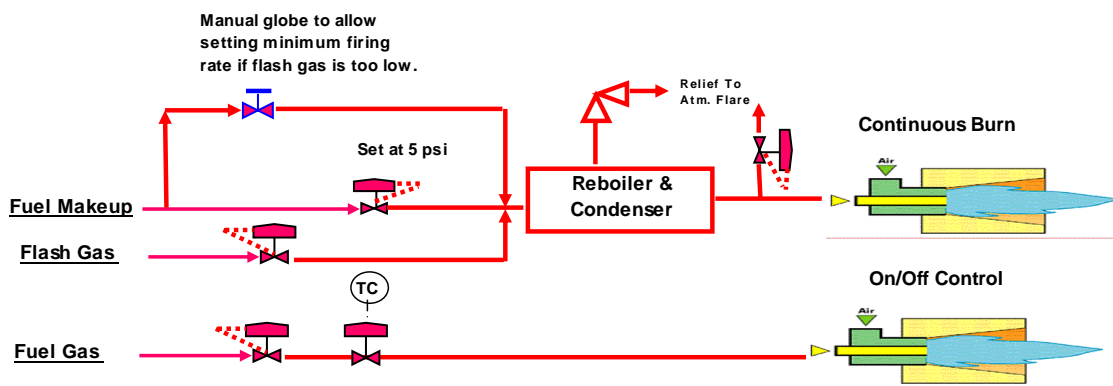 Manual globe to allow
setting minimum firing
rate if flash gas is too low.
Relief To
Atm. Flare
Continuous Burn
Set at 5 psi
Air
Reboiler &
Condenser
Fuel Makeup
Flash Gas
On/Off Control
TC
Air
Fuel Gas